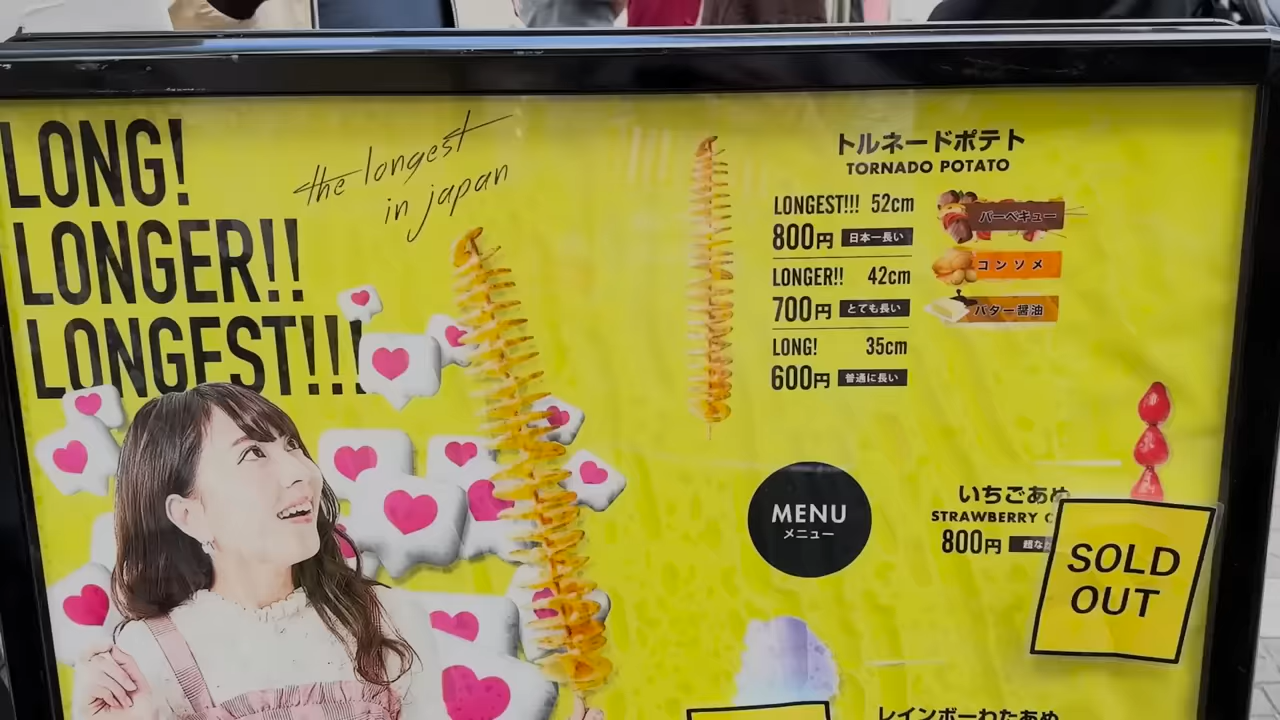 LONG!
LONGER!!
LONGEST!!!
the longest
in japan
トルネードポテト
TORNADO POTATO
LONGEST!!! 52cm
800円 日本一長い
LONGER!! 42cm
700円 とても長い
LONG! 35cm
600円 普通に長い
バーベキュー
コンソメ
バター醤油
MENU
メニュー
いちごあめ
STRAWBERRY
800円
SOLD
OUT
レインボーわたあめ